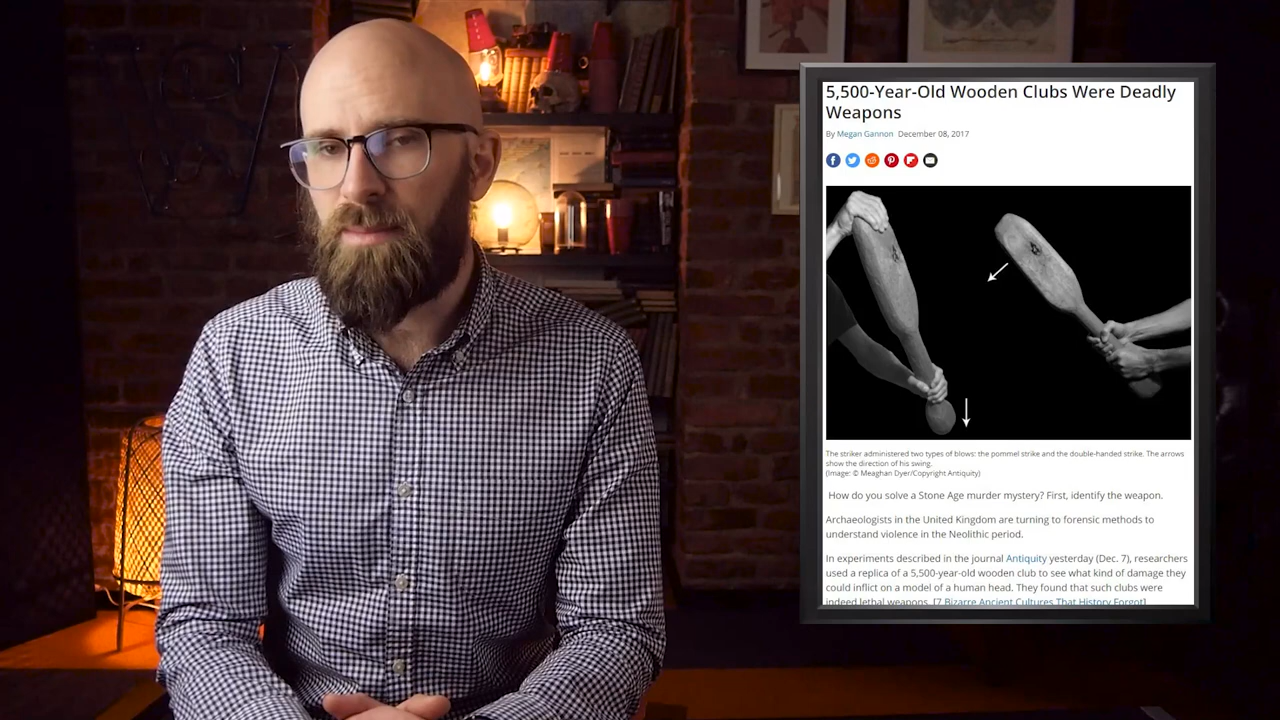 5,500-Year-Old Wooden Clubs Were Deadly
Weapons
By Megan Gannon December 08, 2017
The striker administered two types of blows: the pommel strike and the double-handed strike. The arrows
show the direction of his swing.
(Image: © Meaghan Dyer/Copyright Antiquity)
How do you solve a Stone Age murder mystery? First, identify the weapon.
Archaeologists in the United Kingdom are turning to forensic methods to
understand violence in the Neolithic period.
In experiments described in the journal Antiquity yesterday (Dec. 7), researchers
used a replica of a 5,500-year-old wooden club to see what kind of damage they
could inflict on a model of a human head. They found that such clubs were
indeed lethal weapons. [7 Bizarre Ancient Cultures That History Forgot]